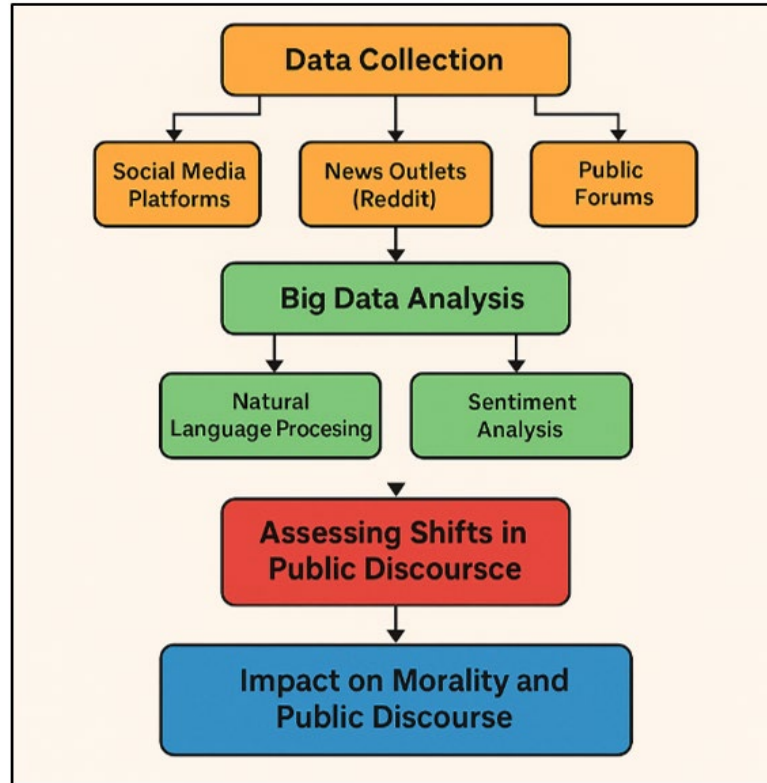 Data Collection
Social Media
Platforms
News Outlets
(Reddit)
Public
Forums
Big Data Analysis
Natural
Language Procesing
Sentiment
Analysis
Assessing Shifts in
Public Discoursce
Impact on Morality and
Public Discourse